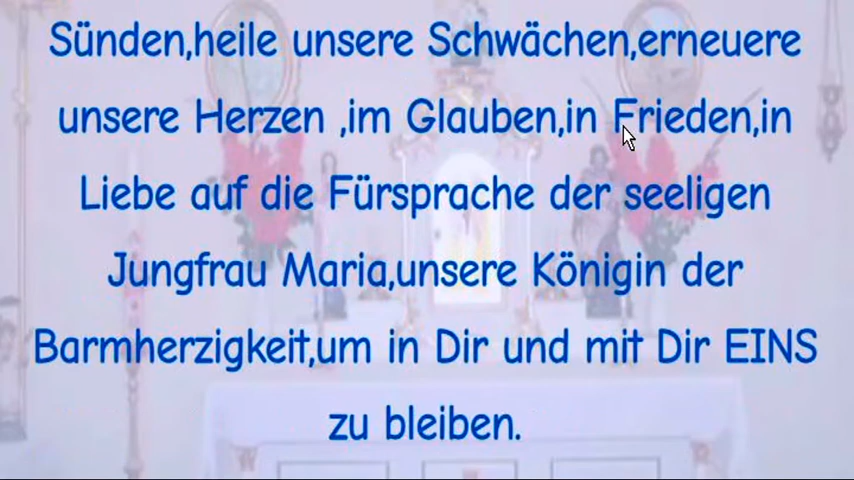 Sünden,heile unsere Schwächen,erneuere
unsere Herzen ,im Glauben,in Frieden,in
Liebe auf die Fürsprache der seeligen
Jungfrau Maria,unsere Königin der
Barmherzigkeit,um in Dir und mit Dir EINS
zu bleiben.